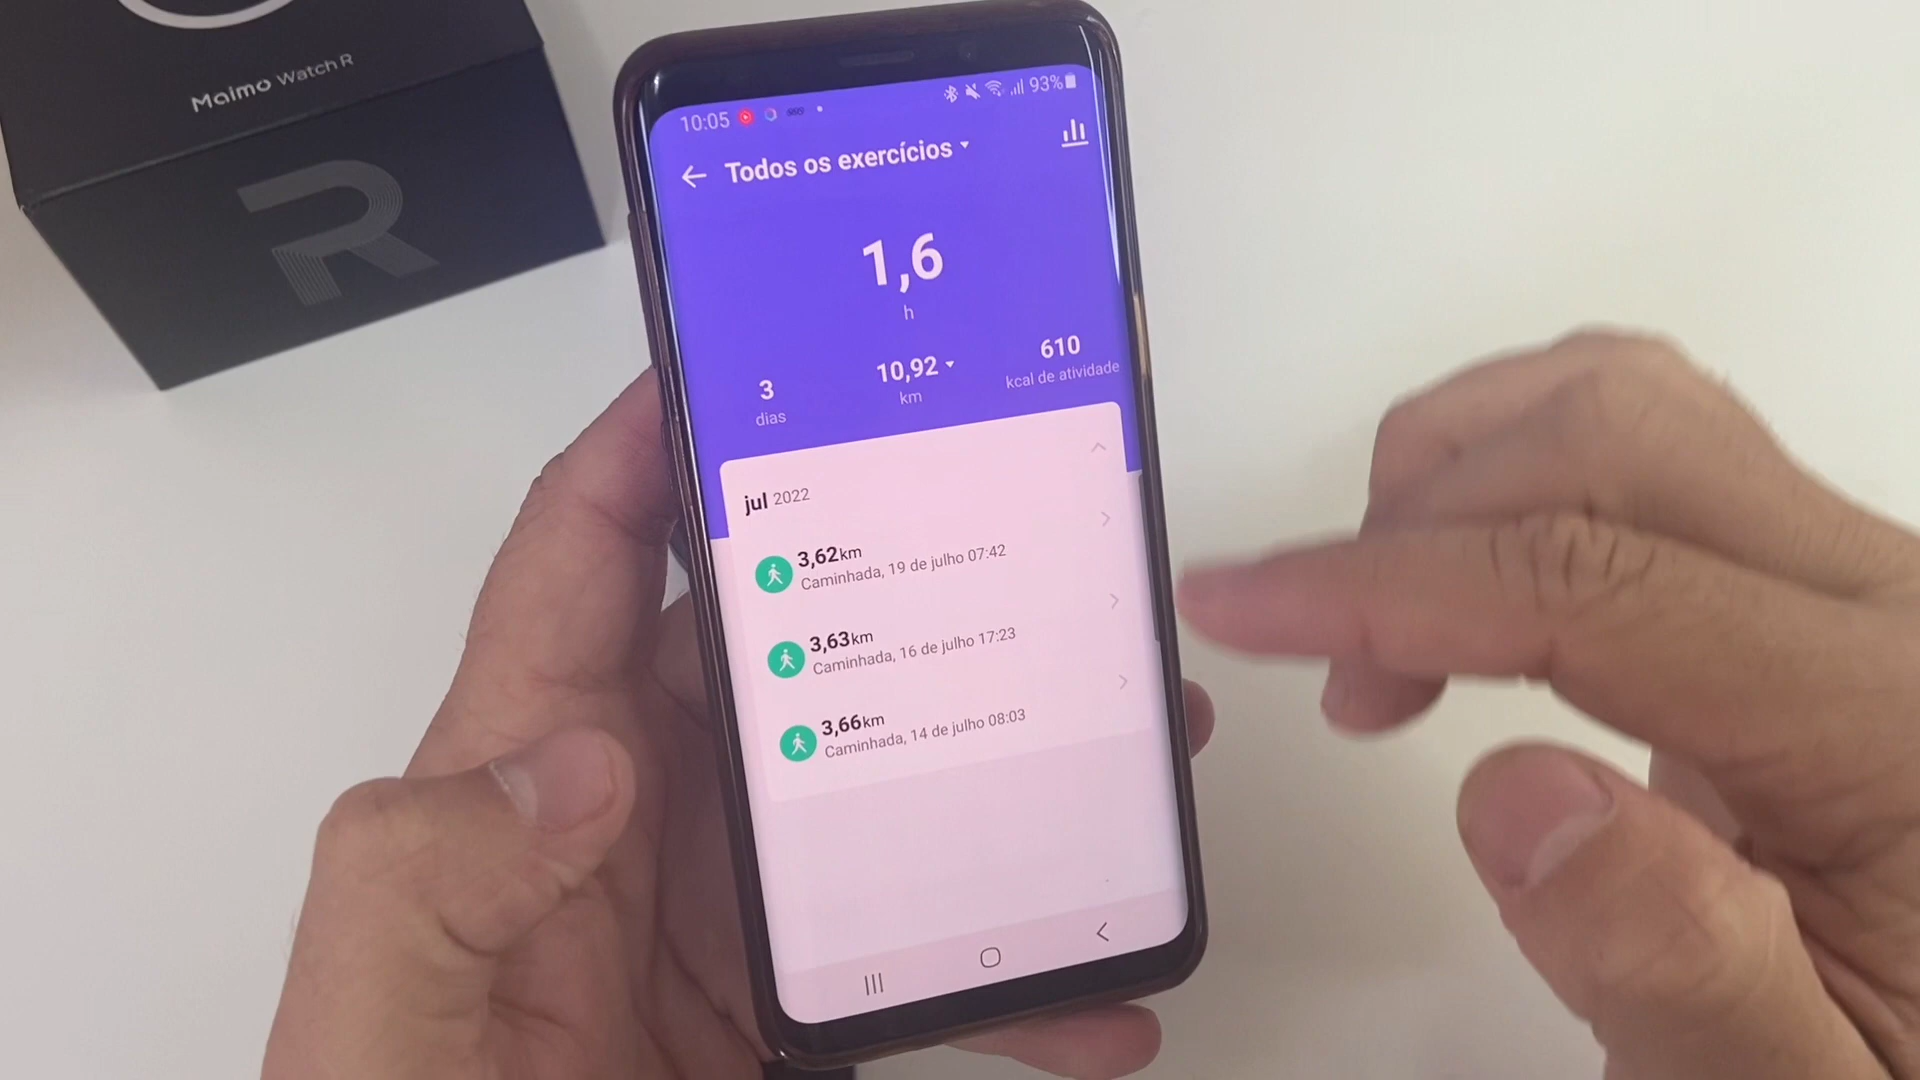 Maimo Watch R
R
10:05
93%
Todos os exercícios
1,6
h
3
dias
10,92
km
610
kcal de atividade
jul 2022
3,62km
Caminhada, 19 de julho 07:42
3,63km
Caminhada, 16 de julho 17:23
3,66km
Caminhada, 14 de julho 08:03